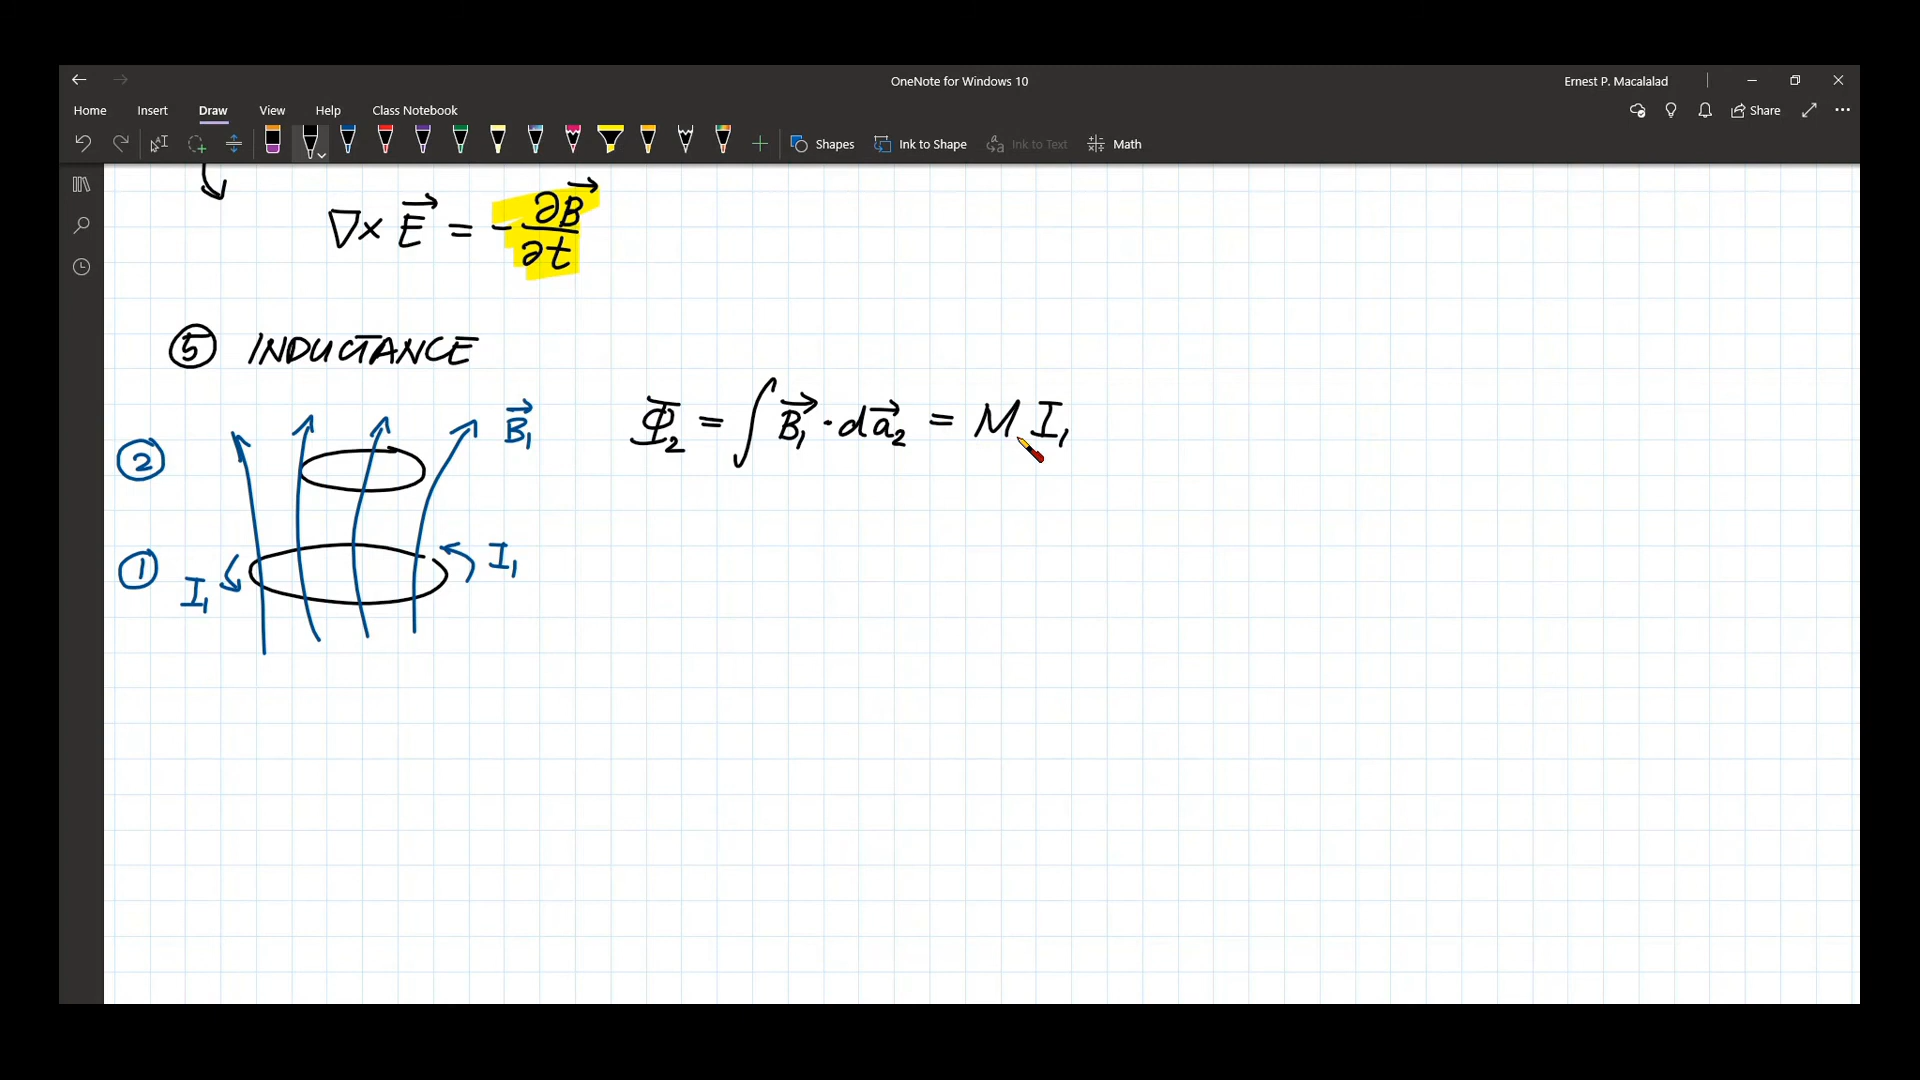 OneNote for Windows 10
Ernest P. Macalalad
Home Insert Draw View Help Class Notebook
Share
Shapes Ink to Shape Ink to Text Math
∇× E⃗ = - ∂B⃗/∂t
⑤ INDUCTANCE
Φ₂ = ∫ B⃗₁ · da⃗₂ = M I₁
B⃗₁
②
①
I₁
I₁